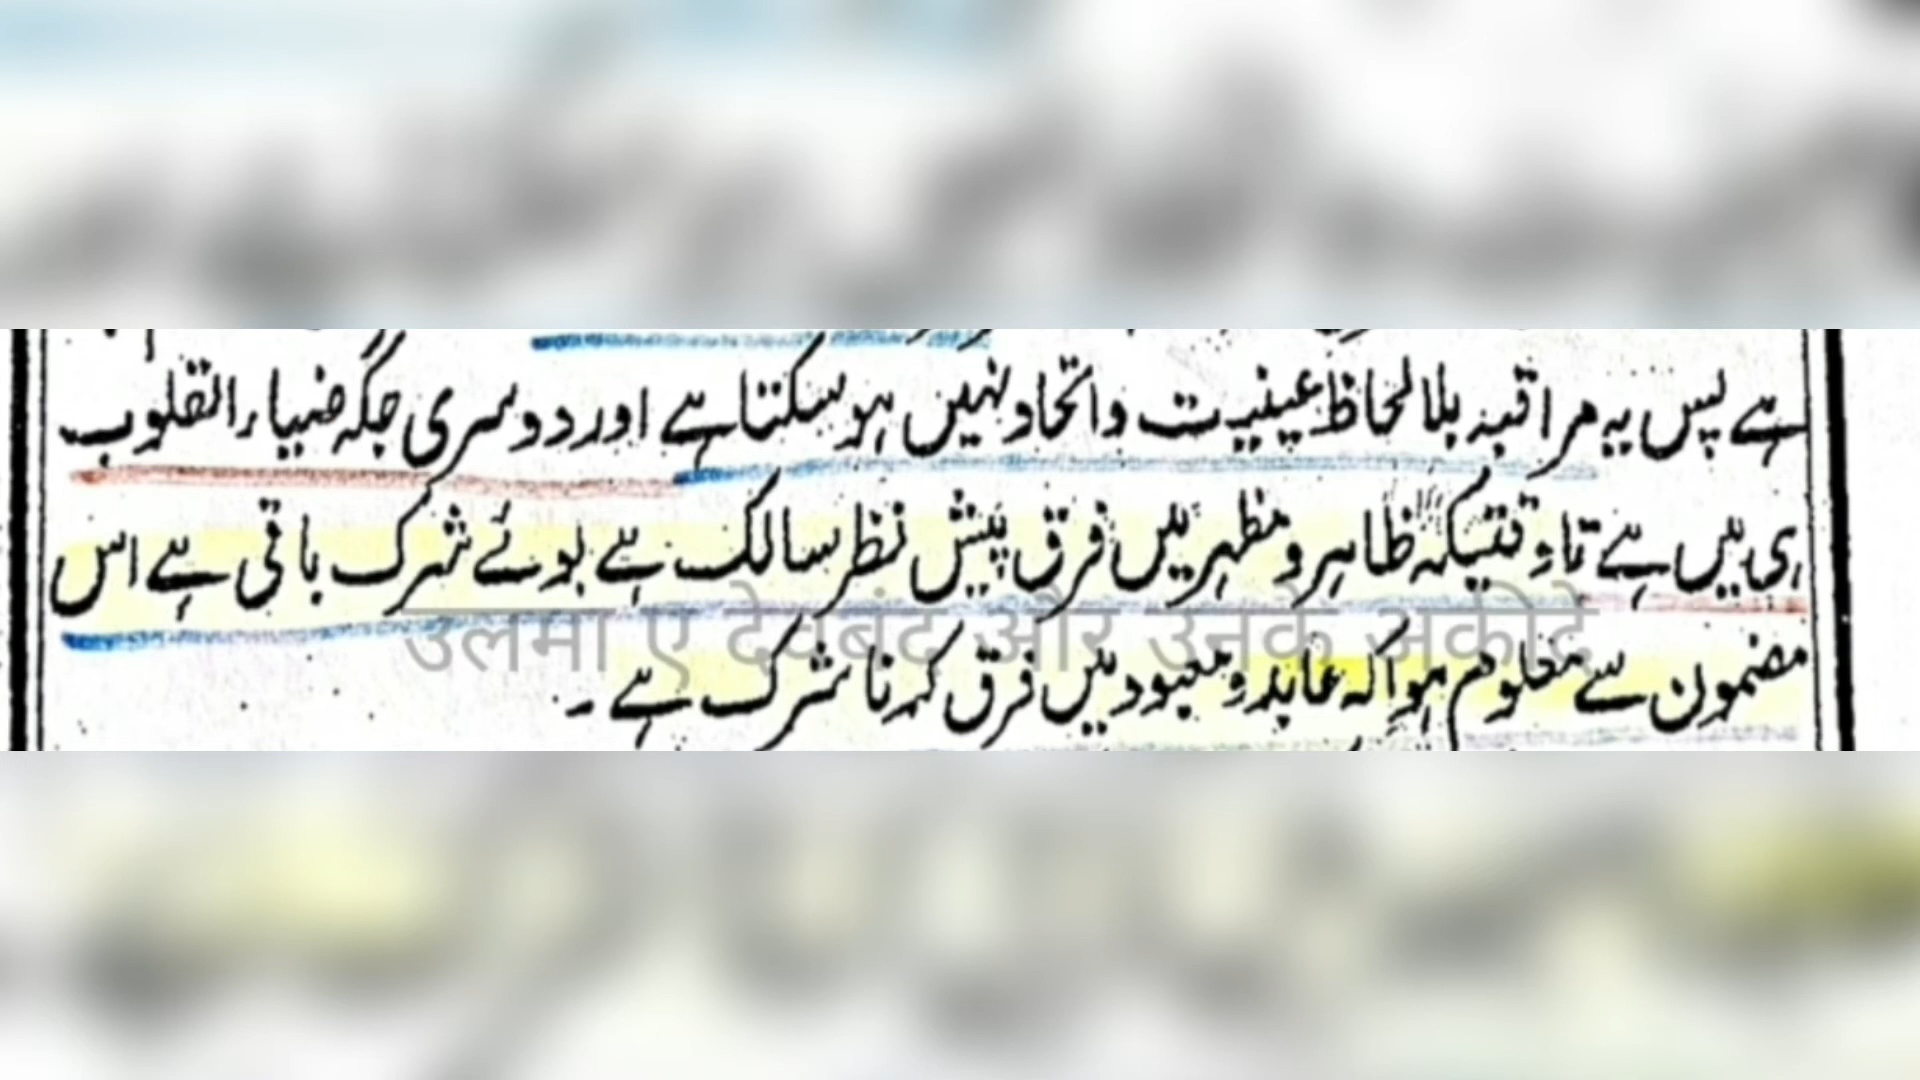 ہے پس یہ مراقبہ بلا لحاظ عینیت و اتحاد نہیں ہو سکتا ہے اور دوسری جگہ ضیاء القلوب
ہی میں ہے تا وقتیکہ ظاہر و مظہر میں فرق پیش نظر سالک ہے بوئے شرک باقی ہے اس
उलमा ए देवबंद और उनके अकीदे
مضمون سے معلوم ہوا کہ عابد و معبود میں فرق کرنا شرک ہے ۔